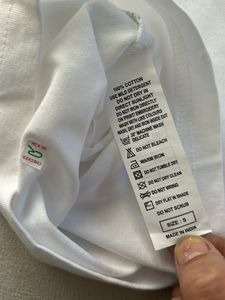 100% COTTON
USE MILD DETERGENT
DO NOT DRY IN
DIRECT SUNLIGHT
DO NOT IRON DIRECTLY
ON PRINT EMBROIDERY
WASH WITH LIKE COLOURS
WASH, DRY AND IRON INSIDE OUT
30° MACHINE WASH
DELICATE
DO NOT BLEACH
WARM IRON
DO NOT TUMBLE DRY
DO NOT DRY CLEAN
DO NOT WRING
DRY FLAT IN SHADE
DO NOT SCRUB
SIZE : S
MADE IN INDIA
CHECKED